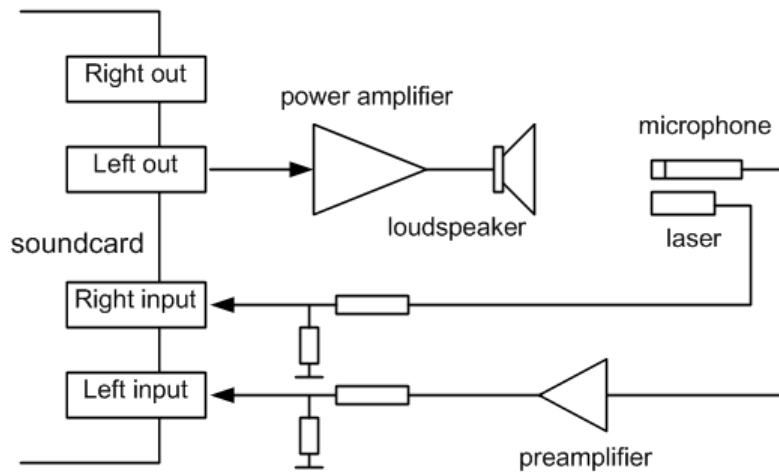 Right out
power amplifier
microphone
Left out
loudspeaker
laser
soundcard
Right input
Left input
preamplifier